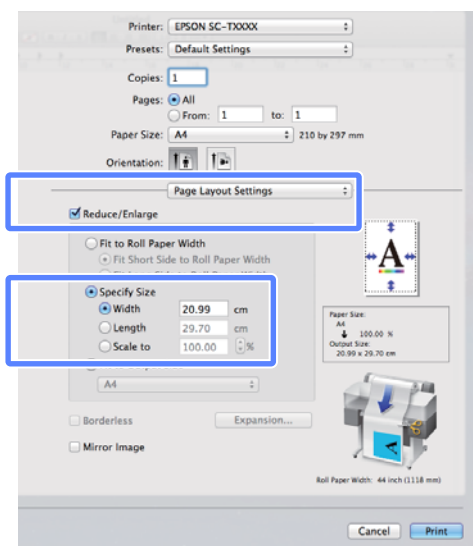 Printer: EPSON SC-TXXXX
Presets: Default Settings
Copies: 1
Pages: All
From: 1 to: 1
Paper Size: A4 210 by 297 mm
Orientation:
Page Layout Settings
Reduce/Enlarge
Fit to Roll Paper Width
Fit Short Side to Roll Paper Width
Specify Size
Width 20.99 cm
Length 29.70 cm
Scale to 100.00 %
A4
Borderless Expansion...
Mirror Image
A
Paper Size:
A4
100.00 %
Output Size:
20.99 x 29.70 cm
A
Roll Paper Width: 44 inch (1118 mm)
Cancel Print